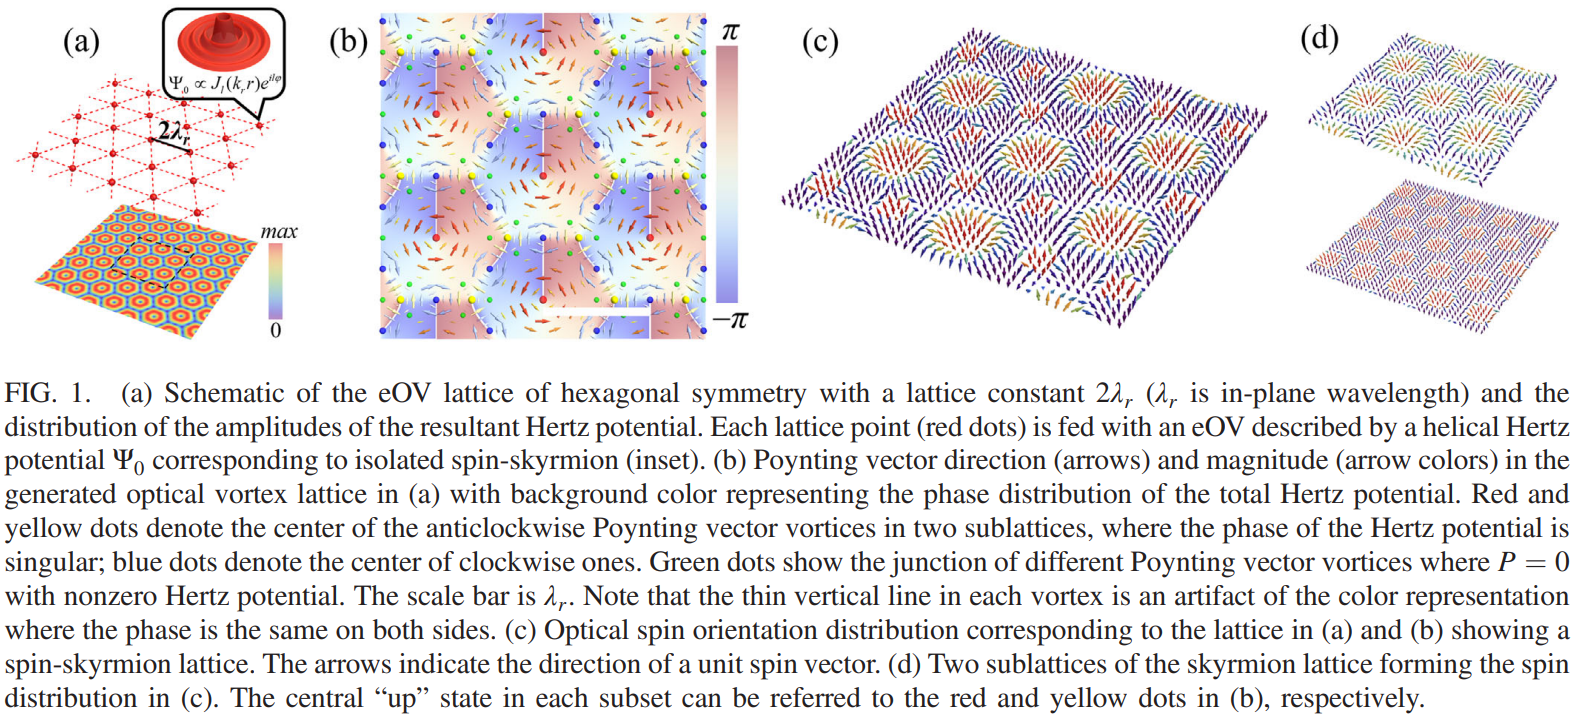 (a)
Ψ₀ ∝ Jₗ(kᵣr)eⁱˡᵠ
2λᵣ
max
0
(b)
π
−π
(c)
(d)
FIG. 1. (a) Schematic of the eOV lattice of hexagonal symmetry with a lattice constant 2λᵣ (λᵣ is in-plane wavelength) and the
distribution of the amplitudes of the resultant Hertz potential. Each lattice point (red dots) is fed with an eOV described by a helical Hertz
potential Ψ₀ corresponding to isolated spin-skyrmion (inset). (b) Poynting vector direction (arrows) and magnitude (arrow colors) in the
generated optical vortex lattice in (a) with background color representing the phase distribution of the total Hertz potential. Red and
yellow dots denote the center of the anticlockwise Poynting vector vortices in two sublattices, where the phase of the Hertz potential is
singular; blue dots denote the center of clockwise ones. Green dots show the junction of different Poynting vector vortices where P = 0
with nonzero Hertz potential. The scale bar is λᵣ. Note that the thin vertical line in each vortex is an artifact of the color representation
where the phase is the same on both sides. (c) Optical spin orientation distribution corresponding to the lattice in (a) and (b) showing a
spin-skyrmion lattice. The arrows indicate the direction of a unit spin vector. (d) Two sublattices of the skyrmion lattice forming the spin
distribution in (c). The central “up” state in each subset can be referred to the red and yellow dots in (b), respectively.